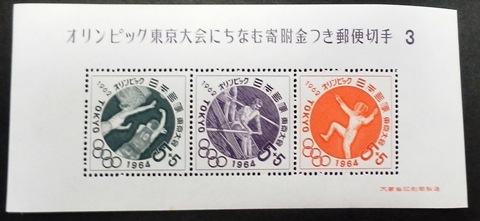 オリンピック東京大会にちなむ寄附金つき郵便切手 3
1962 オリンピック 日本郵便
TOKYO
東京大会
1964
5+5
1962 オリンピック 日本郵便
TOKYO
東京大会
1964
5+5
1962 オリンピック 日本郵便
TOKYO
東京大会
1964
5+5
大蔵省印刷局製造